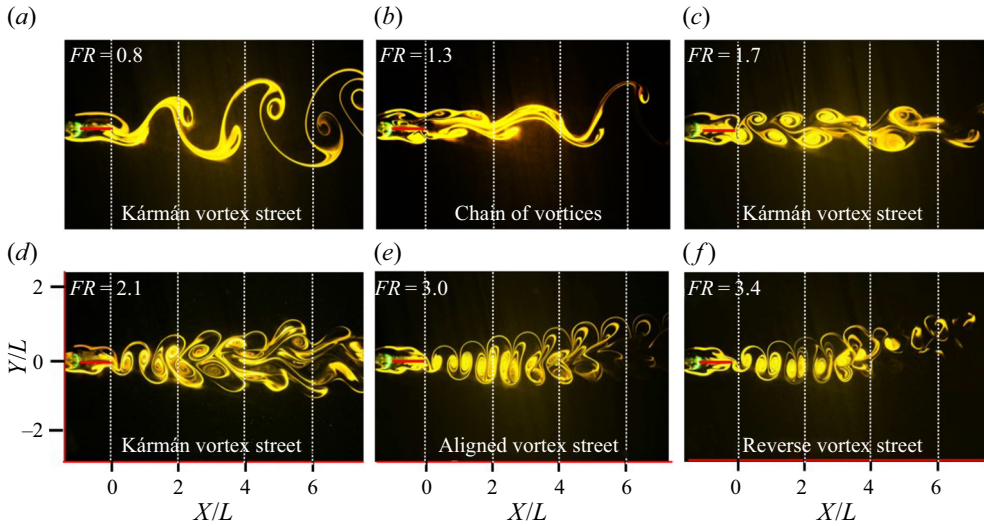 (a)
FR = 0.8
Kármán vortex street
(b)
FR = 1.3
Chain of vortices
(c)
FR = 1.7
Kármán vortex street
(d)
FR = 2.1
Kármán vortex street
(e)
FR = 3.0
Aligned vortex street
(f)
FR = 3.4
Reverse vortex street
2
0
–2
Y/L
0 2 4 6
X/L
0 2 4 6
X/L
0 2 4 6
X/L